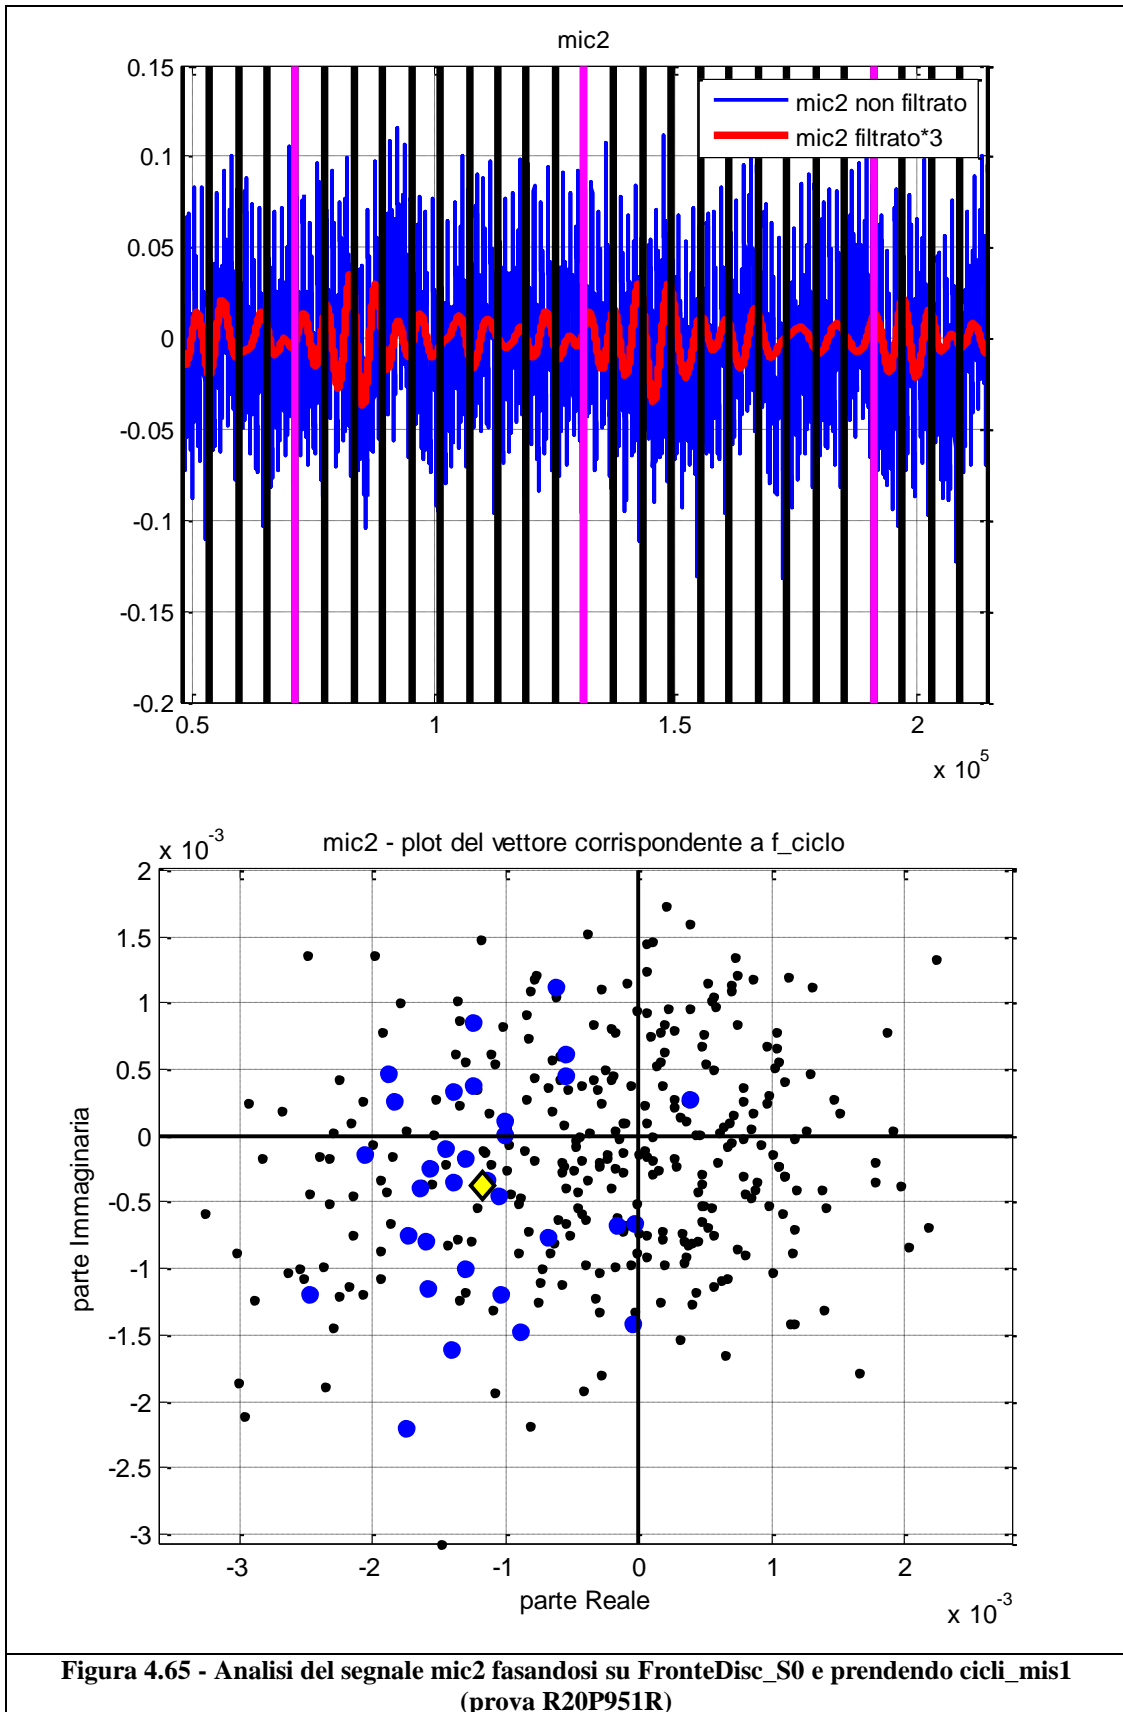 mic2
0.15
0.1
0.05
0
-0.05
-0.1
-0.15
-0.2
mic2 non filtrato
mic2 filtrato*3
0.5 1 1.5 2
x 10^5
mic2 - plot del vettore corrispondente a f_ciclo
x 10^-3
2
1.5
1
0.5
0
-0.5
-1
-1.5
-2
-2.5
-3
parte Immaginaria
-3 -2 -1 0 1 2
parte Reale
x 10^-3
Figura 4.65 - Analisi del segnale mic2 fasandosi su FronteDisc_S0 e prendendo cicli_mis1
(prova R20P951R)